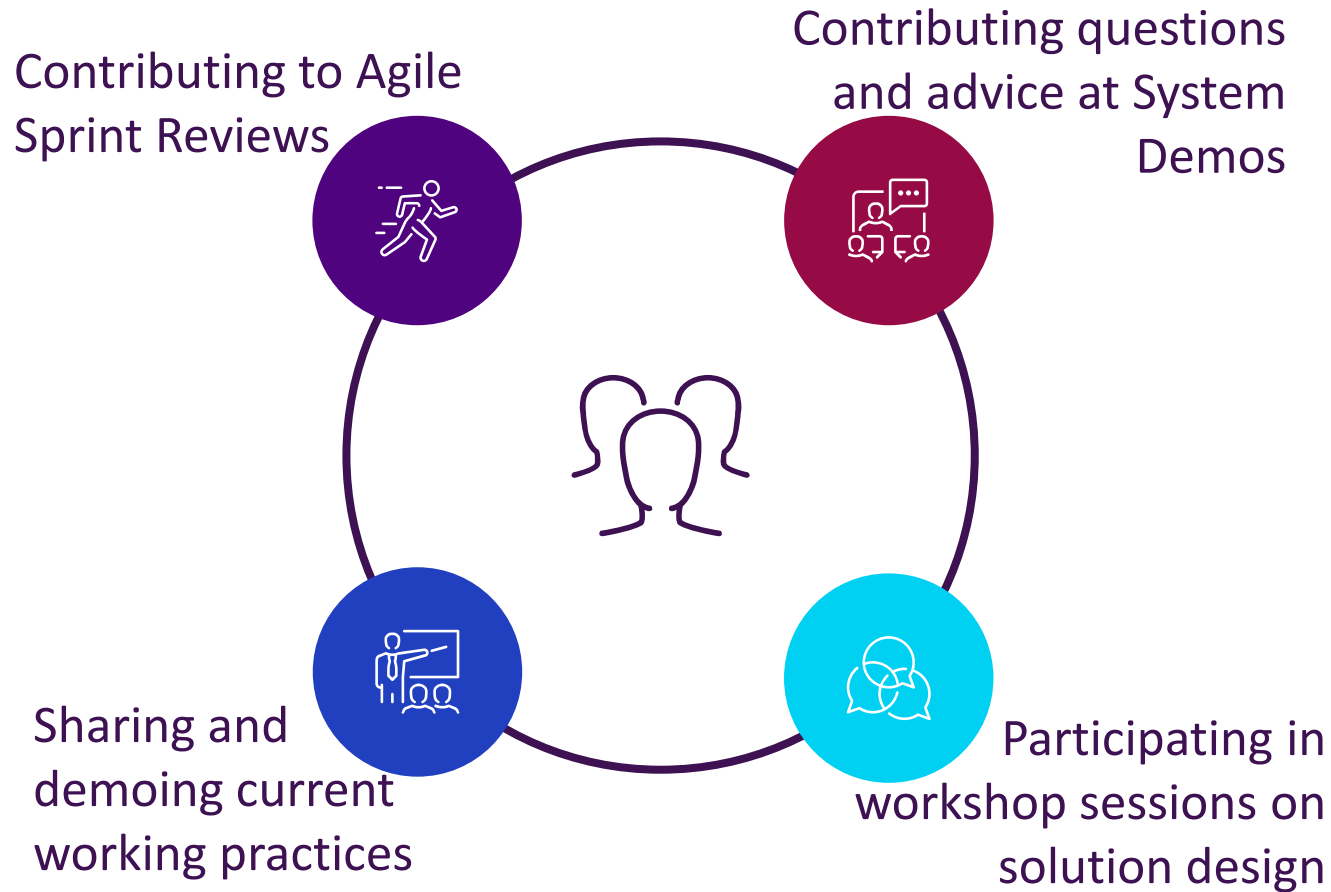 Contributing to Agile
Sprint Reviews
Contributing questions
and advice at System
Demos
Sharing and
demoing current
working practices
Participating in
workshop sessions on
solution design